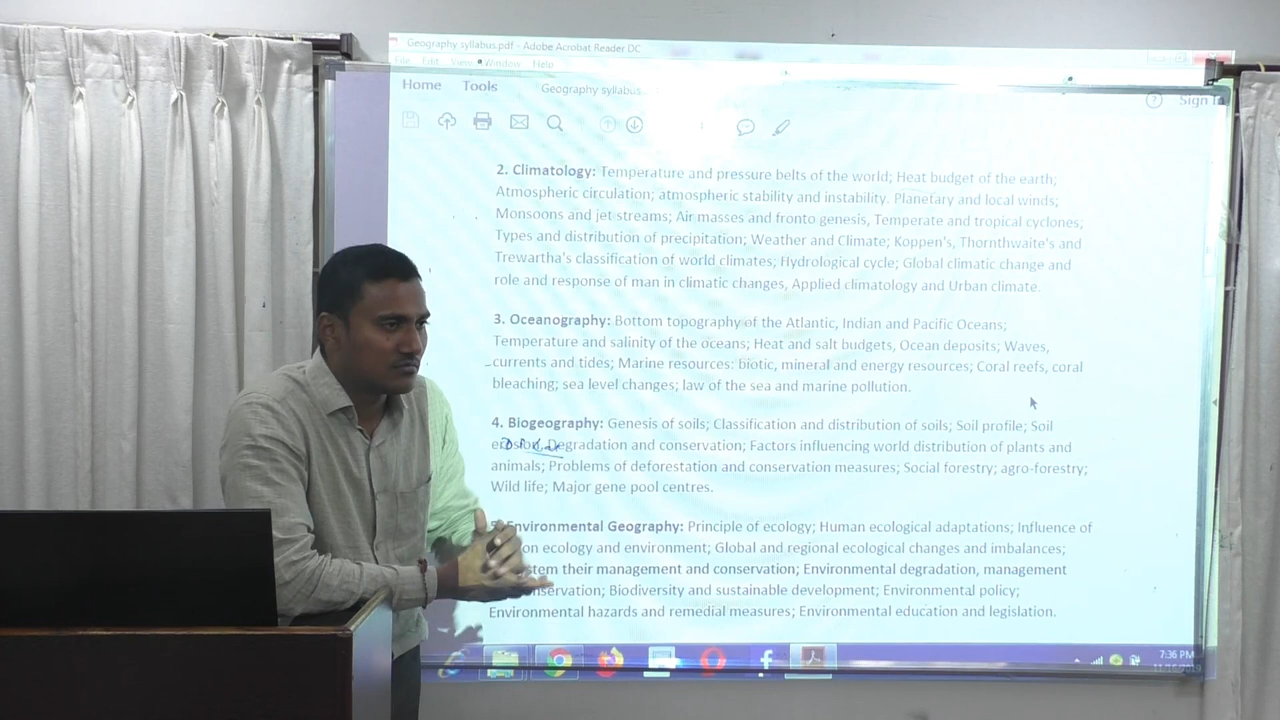 Geography syllabus.pdf - Adobe Acrobat Reader DC
File Edit View Window Help
Home Tools Geography syllabus...
Sign In
2. Climatology: Temperature and pressure belts of the world; Heat budget of the earth;
Atmospheric circulation; atmospheric stability and instability. Planetary and local winds;
Monsoons and jet streams; Air masses and fronto genesis, Temperate and tropical cyclones;
Types and distribution of precipitation; Weather and Climate; Koppen's, Thornthwaite's and
Trewartha's classification of world climates; Hydrological cycle; Global climatic change and
role and response of man in climatic changes, Applied climatology and Urban climate.
3. Oceanography: Bottom topography of the Atlantic, Indian and Pacific Oceans;
Temperature and salinity of the oceans; Heat and salt budgets, Ocean deposits; Waves,
currents and tides; Marine resources: biotic, mineral and energy resources; Coral reefs, coral
bleaching; sea level changes; law of the sea and marine pollution.
4. Biogeography: Genesis of soils; Classification and distribution of soils; Soil profile; Soil
erosion, Degradation and conservation; Factors influencing world distribution of plants and
animals; Problems of deforestation and conservation measures; Social forestry; agro-forestry;
Wild life; Major gene pool centres.
5. Environmental Geography: Principle of ecology; Human ecological adaptations; Influence of
on ecology and environment; Global and regional ecological changes and imbalances;
their management and conservation; Environmental degradation, management
Biodiversity and sustainable development; Environmental policy;
Environmental hazards and remedial measures; Environmental education and legislation.
7:36 PM